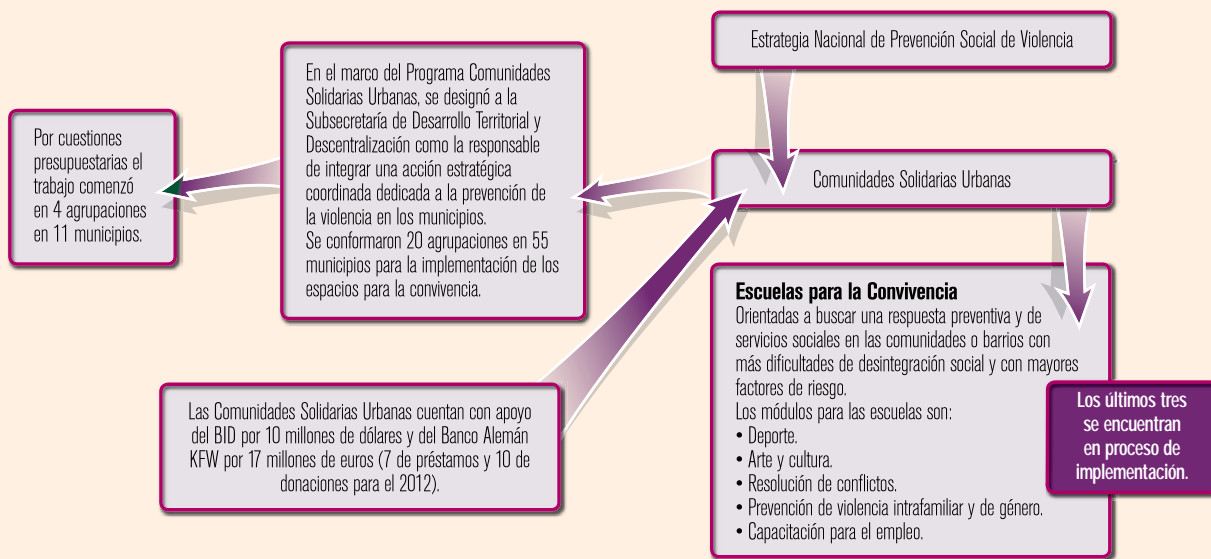 Estrategia Nacional de Prevención Social de Violencia
Comunidades Solidarias Urbanas
En el marco del Programa Comunidades
Solidarias Urbanas, se designó a la
Subsecretaría de Desarrollo Territorial y
Descentralización como la responsable
de integrar una acción estratégica
coordinada dedicada a la prevención de
la violencia en los municipios.
Se conformaron 20 agrupaciones en 55
municipios para la implementación de los
espacios para la convivencia.
Por cuestiones
presupuestarias el
trabajo comenzó
en 4 agrupaciones
en 11 municipios.
Las Comunidades Solidarias Urbanas cuentan con apoyo
del BID por 10 millones de dólares y del Banco Alemán
KFW por 17 millones de euros (7 de préstamos y 10 de
donaciones para el 2012).
Escuelas para la Convivencia
Orientadas a buscar una respuesta preventiva y de
servicios sociales en las comunidades o barrios con
más dificultades de desintegración social y con mayores
factores de riesgo.
Los módulos para las escuelas son:
• Deporte.
• Arte y cultura.
• Resolución de conflictos.
• Prevención de violencia intrafamiliar y de género.
• Capacitación para el empleo.
Los últimos tres
se encuentran
en proceso de
implementación.